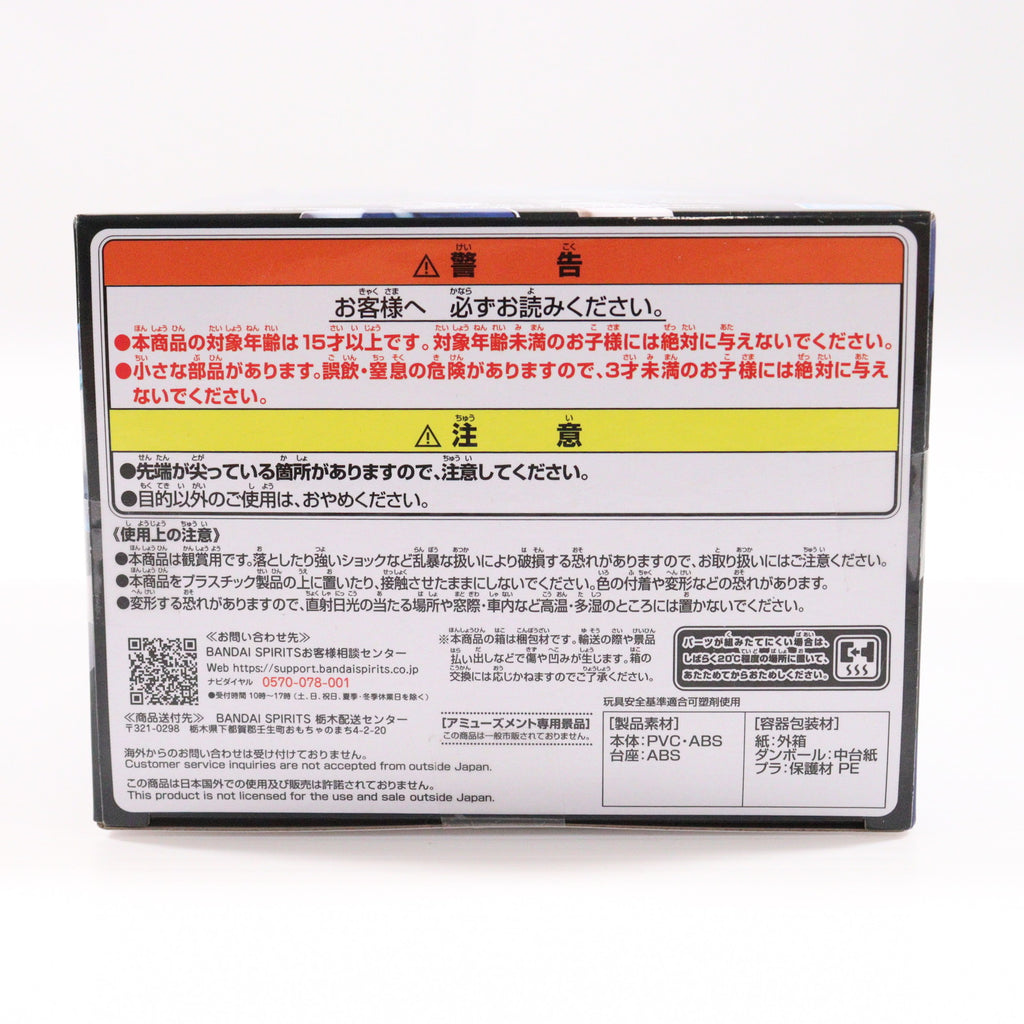 ⚠警告
お客様へ 必ずお読みください。
●本商品の対象年齢は15才以上です。対象年齢未満のお子様には絶対に与えないでください。
●小さな部品があります。誤飲・窒息の危険がありますので、3才未満のお子様には絶対に与え
ないでください。
⚠注意
●先端が尖っている箇所がありますので、注意してください。
●目的以外のご使用は、おやめください。
《使用上の注意》
●本商品は観賞用です。落としたり強いショックなど乱暴な扱いにより破損する恐れがありますので、お取り扱いにはご注意ください。
●本商品をプラスチック製品の上に置いたり、接触させたままにしないでください。色の付着や変形などの恐れがあります。
●変形する恐れがありますので、直射日光の当たる場所や窓際・車内など高温・多湿のところには置かないでください。
≪お問い合わせ先≫
BANDAI SPIRITSお客様相談センター
Web https://support.bandaispirits.co.jp
ナビダイヤル 0570-078-001
●受付時間 10時〜17時(土、日、祝日、夏季・冬季休業日を除く)
≪商品送付先≫ BANDAI SPIRITS 栃木配送センター
〒321-0298 栃木県下都賀郡壬生町おもちゃのまち4-2-20
海外からのお問い合わせは受け付けておりません。
Customer service inquiries are not accepted from outside Japan.
この商品は日本国外での使用及び販売は許諾されておりません。
This product is not licensed for the use and sale outside Japan.
※本商品の箱は梱包材です。輸送の際や景品
払い出しなどで傷や凹みが生じます。箱の
交換には応じかねますのでご了承ください。
[アミューズメント専用景品]
この商品は一般市販されておりません。
パーツが組みたてにくい場合は、
しばらく20℃程度の場所に置いて、
あたためてからおためしください。
玩具安全基準適合可塑剤使用
[製品素材]
本体:PVC・ABS
台座:ABS
[容器包装材]
紙:外箱
ダンボール:中台紙
プラ:保護材 PE